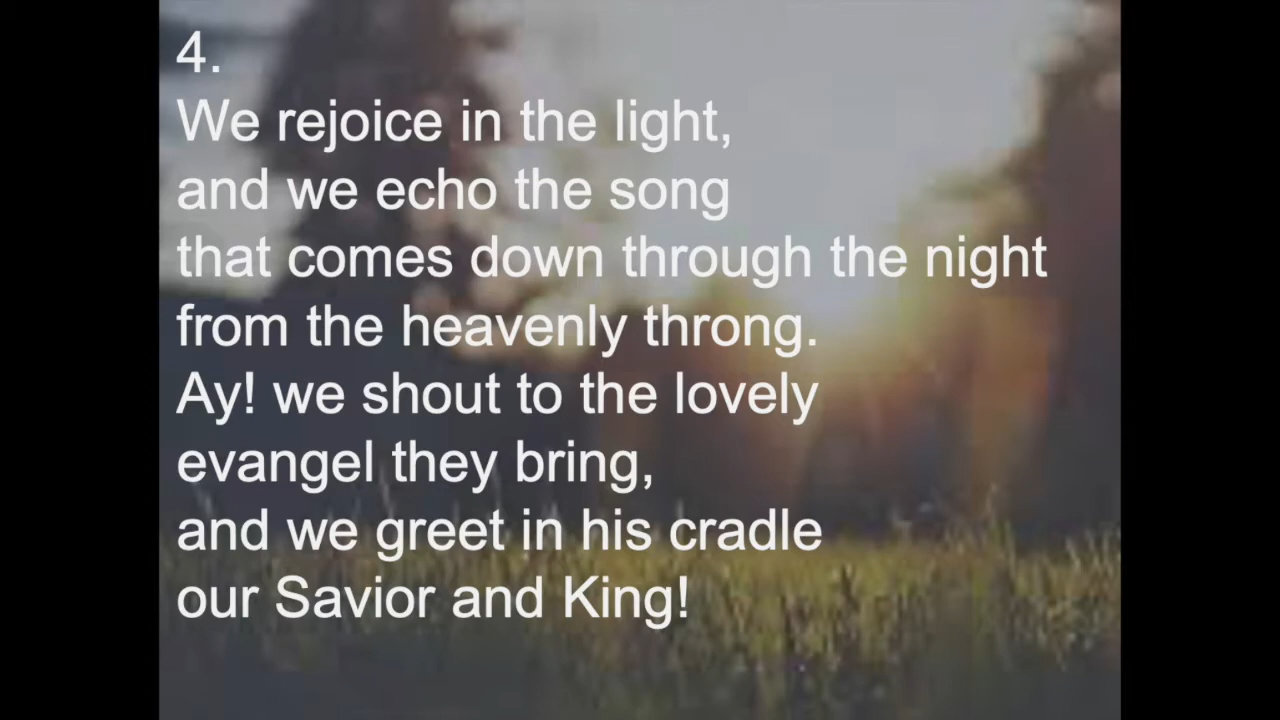 4.
We rejoice in the light,
and we echo the song
that comes down through the night
from the heavenly throng.
Ay! we shout to the lovely
evangel they bring,
and we greet in his cradle
our Savior and King!